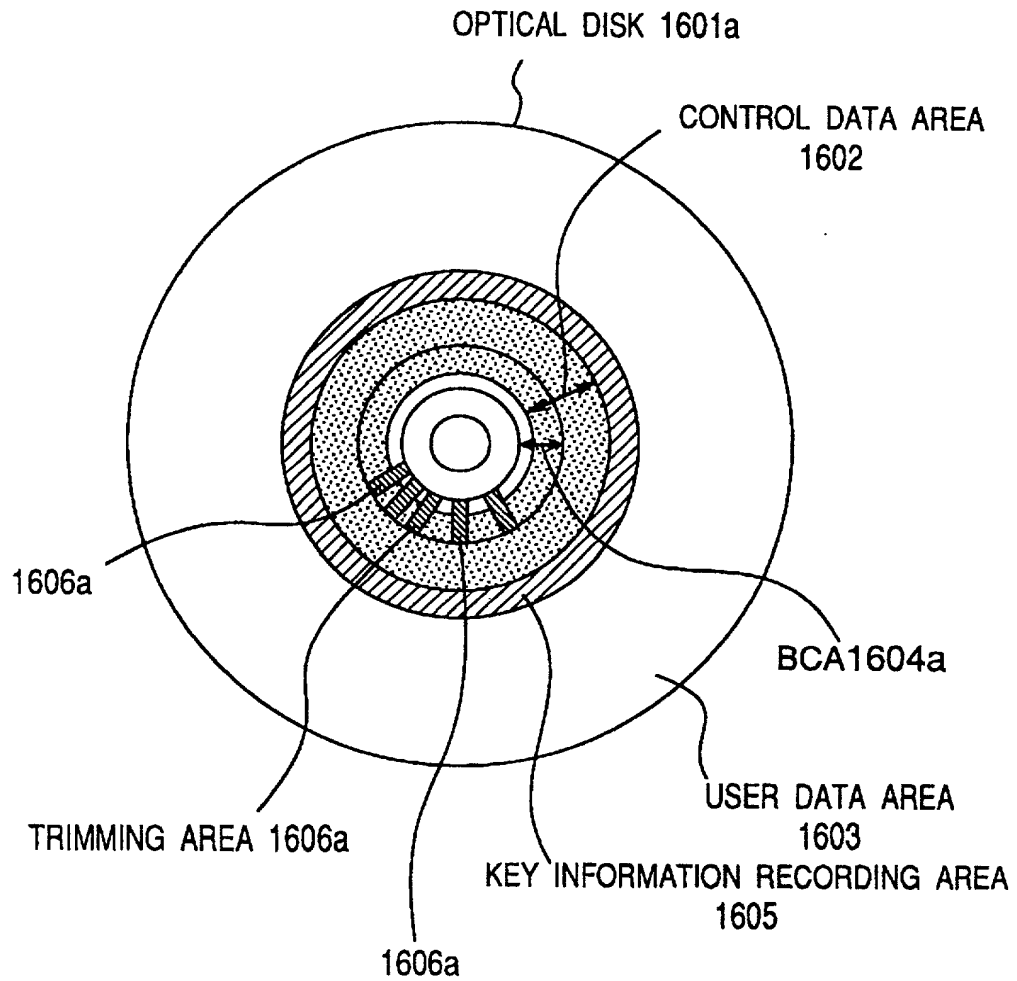 OPTICAL DISK 1601a
CONTROL DATA AREA
1602
1606a
BCA1604a
USER DATA AREA
1603
TRIMMING AREA 1606a
KEY INFORMATION RECORDING AREA
1605
1606a